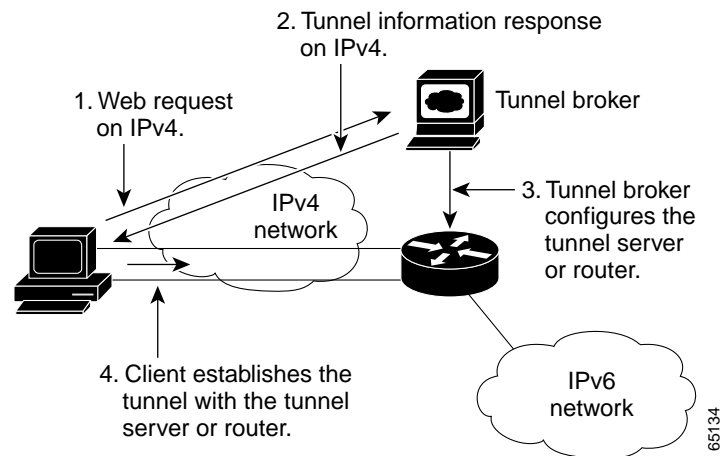 2. Tunnel information response
on IPv4.
1. Web request
on IPv4.
Tunnel broker
IPv4
network
3. Tunnel broker
configures the
tunnel server
or router.
4. Client establishes the
tunnel with the tunnel
server or router.
IPv6
network
65134